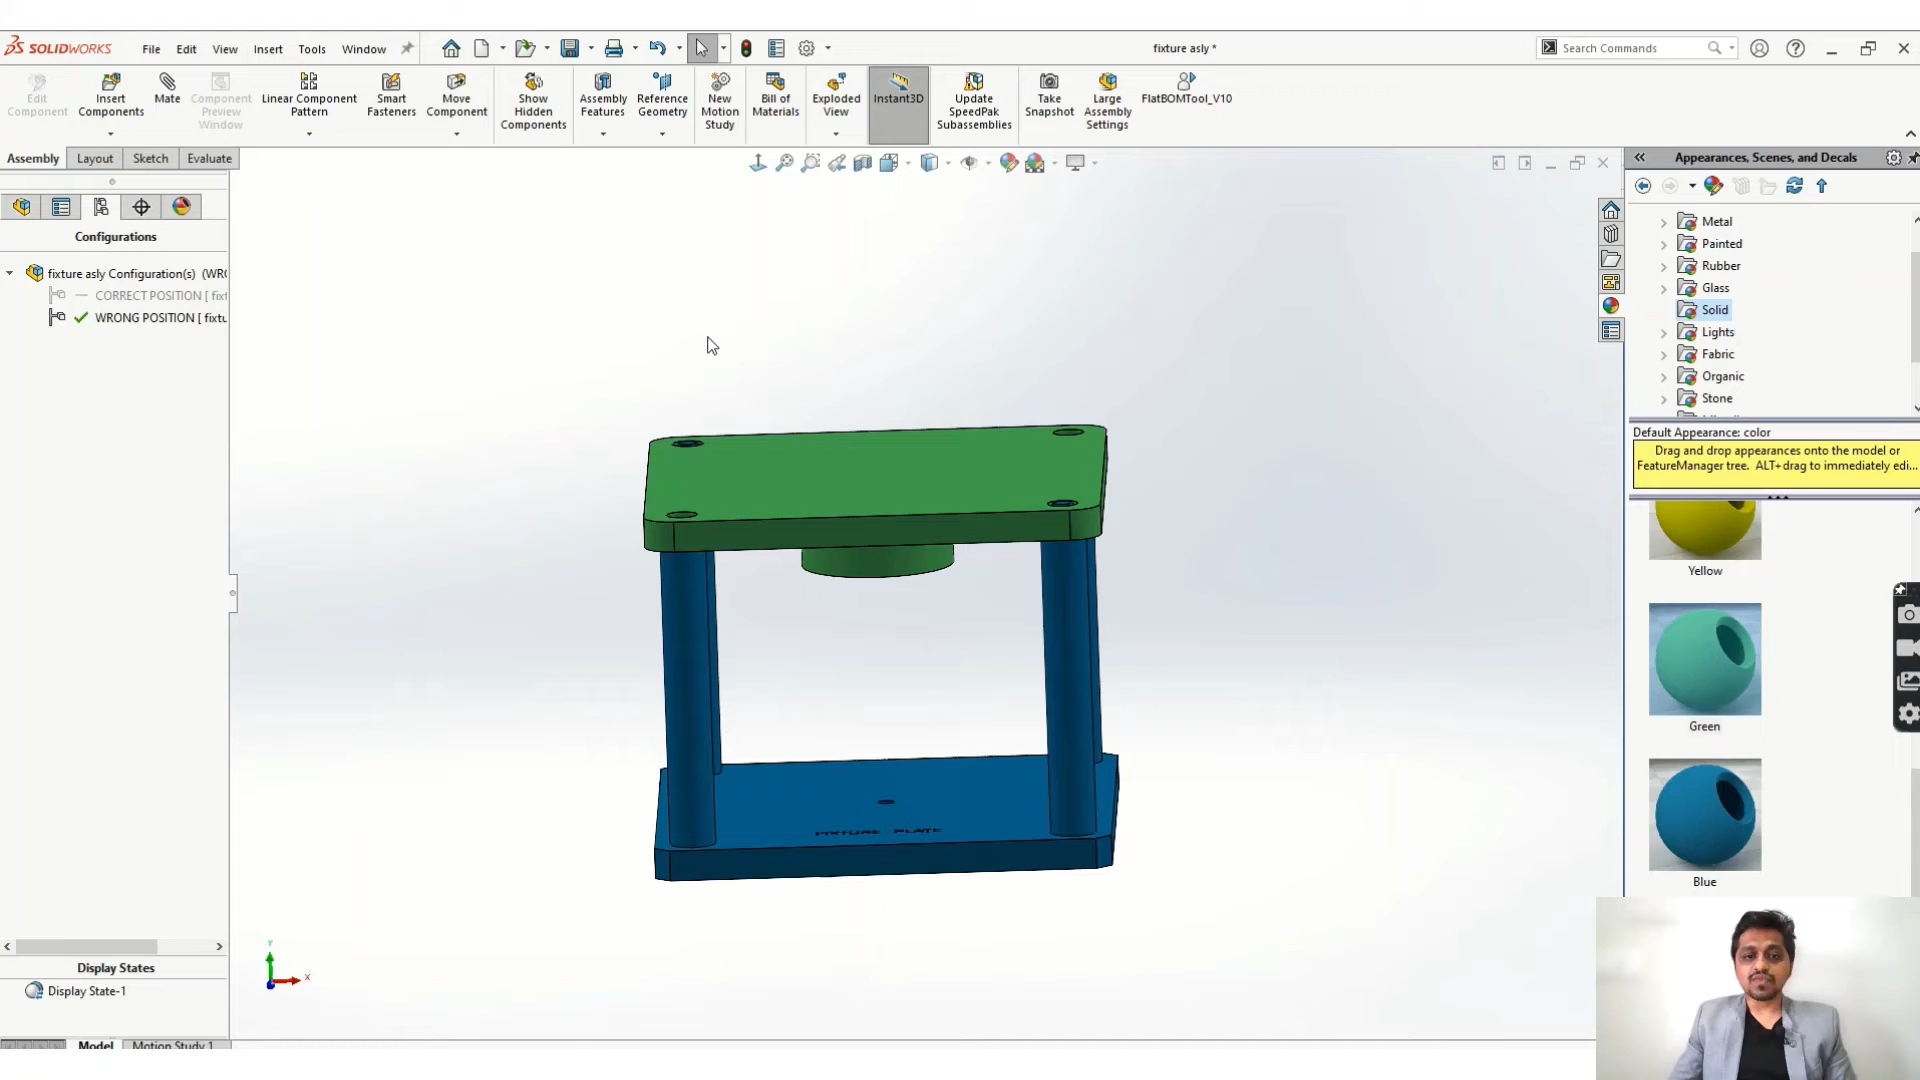 SOLIDWORKS
File Edit View Insert Tools Window
fixture asly *
Search Commands
Edit Component
Insert Components
Mate
Component Preview Window
Linear Component Pattern
Smart Fasteners
Move Component
Show Hidden Components
Assembly Features
Reference Geometry
New Motion Study
Bill of Materials
Exploded View
Instant3D
Update SpeedPak Subassemblies
Take Snapshot
Large Assembly Settings
FlatBOMTool_V10
Assembly Layout Sketch Evaluate
Appearances, Scenes, and Decals
Configurations
fixture asly Configuration(s) (WR
CORRECT POSITION [ fixt
WRONG POSITION [ fixtu
Metal
Painted
Rubber
Glass
Solid
Lights
Fabric
Organic
Stone
Default Appearance: color
Drag and drop appearances onto the model or
FeatureManager tree. ALT+drag to immediately edi...
Yellow
Green
Blue
FIXTURE PLATE
Y
X
Display States
Display State-1
Model Motion Study 1